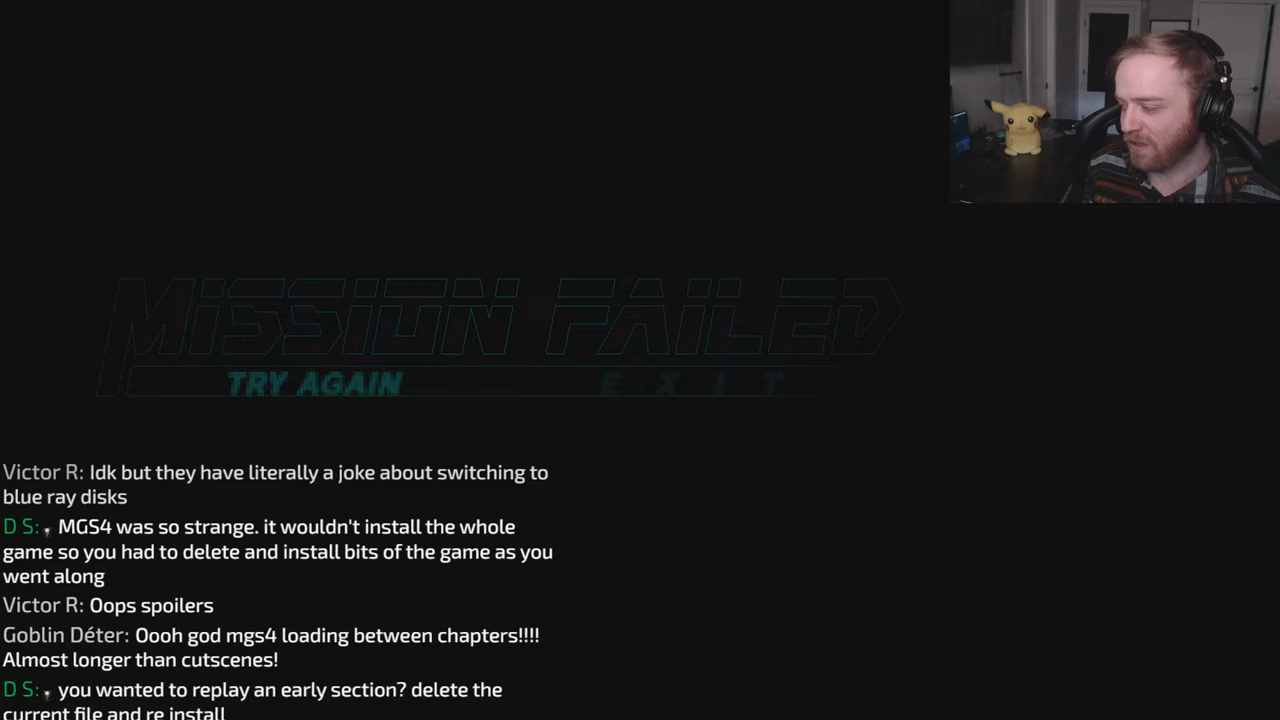 MISSION FAILED
TRY AGAIN
EXIT
Victor R: Idk but they have literally a joke about switching to
blue ray disks
D S: MGS4 was so strange. it wouldn't install the whole
game so you had to delete and install bits of the game as you
went along
Victor R: Oops spoilers
Goblin Déter: Oooh god mgs4 loading between chapters!!!!
Almost longer than cutscenes!
D S: you wanted to replay an early section? delete the
current file and re install